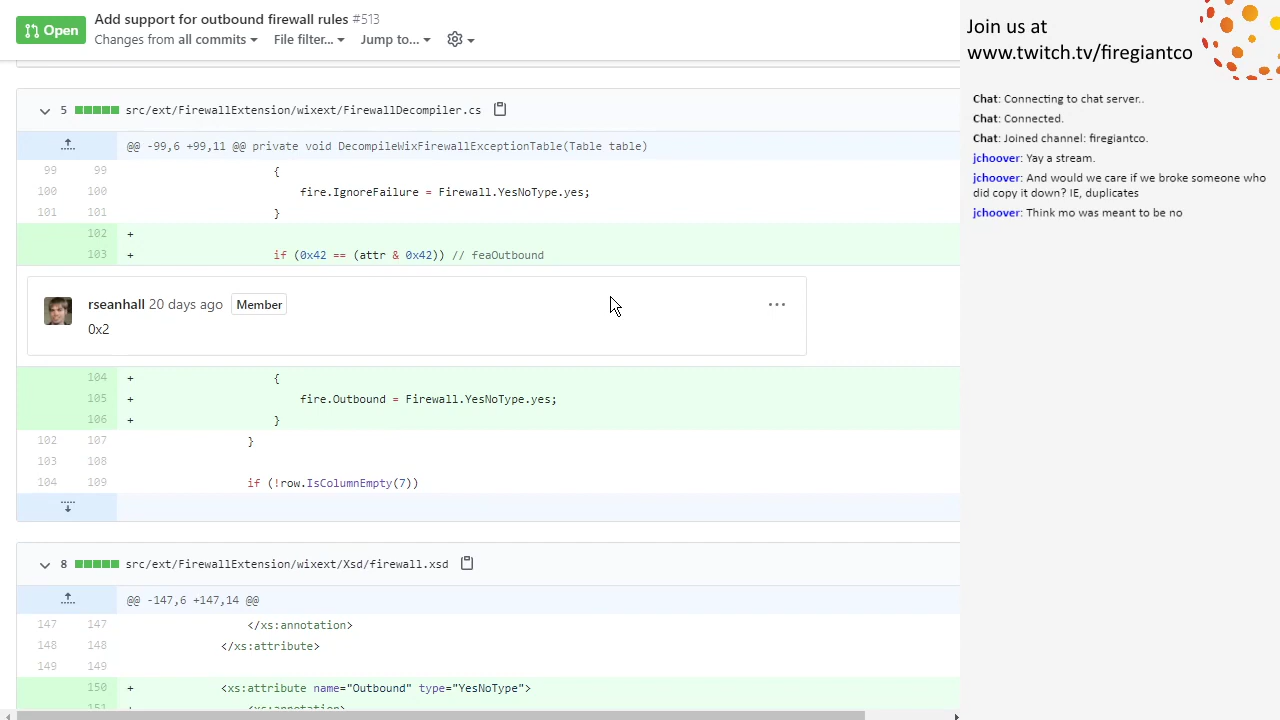 Open
Add support for outbound firewall rules #513
Changes from all commits
File filter...
Jump to...
Join us at
www.twitch.tv/firegiantco
5 src/ext/FirewallExtension/wixext/FirewallDecompiler.cs
@@ -99,6 +99,11 @@ private void DecompileWixFirewallExceptionTable(Table table)
99 99 {
100 100 fire.IgnoreFailure = Firewall.YesNoType.yes;
101 101 }
102 +
103 + if (0x42 == (attr & 0x42)) // feaOutbound
rseanhall 20 days ago Member
0x2
104 + {
105 + fire.Outbound = Firewall.YesNoType.yes;
106 + }
102 107 }
103 108
104 109 if (!row.IsColumnEmpty(7))
8 src/ext/FirewallExtension/wixext/Xsd/firewall.xsd
@@ -147,6 +147,14 @@
147 147 </xs:annotation>
148 148 </xs:attribute>
149 149
150 + <xs:attribute name="Outbound" type="YesNoType">
151 + <xs:annotation>
Chat: Connecting to chat server..
Chat: Connected.
Chat: Joined channel: firegiantco.
jchoover: Yay a stream.
jchoover: And would we care if we broke someone who
did copy it down? IE, duplicates
jchoover: Think mo was meant to be no